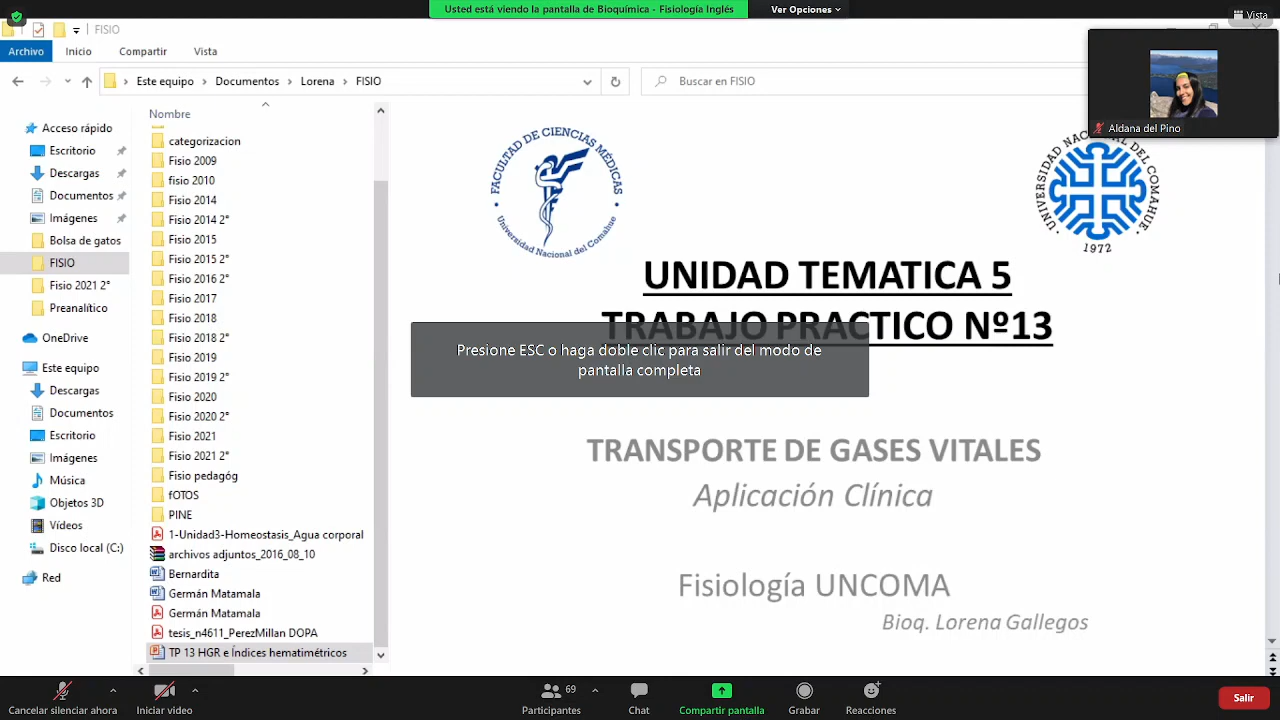 Usted está viendo la pantalla de Bioquímica - Fisiología Inglés
Ver Opciones
Vista
FISIO
Archivo
Inicio
Compartir
Vista
Este equipo
Documentos
Lorena
FISIO
Buscar en FISIO
Aldana del Pino
Acceso rápido
Escritorio
Descargas
Documentos
Imágenes
Bolsa de gatos
FISIO
Fisio 2021 2°
Preanalítico
OneDrive
Este equipo
Descargas
Documentos
Escritorio
Imágenes
Música
Objetos 3D
Vídeos
Disco local (C:)
Red
Nombre
categorizacion
Fisio 2009
fisio 2010
Fisio 2014
Fisio 2014 2°
Fisio 2015
Fisio 2015 2°
Fisio 2016 2°
Fisio 2017
Fisio 2018
Fisio 2018 2°
Fisio 2019
Fisio 2019 2°
Fisio 2020
Fisio 2020 2°
Fisio 2021
Fisio 2021 2°
Fisio pedagóg
fOTOS
PINE
1-Unidad3-Homeostasis_Agua corporal
archivos adjuntos_2016_08_10
Bernardita
Germán Matamala
Germán Matamala
tesis_n4611_PerezMillan DOPA
TP 13 HGR e Índices hematimétricos
FACULTAD DE CIENCIAS MÉDICAS
Universidad Nacional del Comahue
UNIVERSIDAD NACIONAL DEL COMAHUE
1972
UNIDAD TEMATICA 5
TRABAJO PRACTICO Nº13
Presione ESC o haga doble clic para salir del modo de
pantalla completa
TRANSPORTE DE GASES VITALES
Aplicación Clínica
Fisiología UNCOMA
Bioq. Lorena Gallegos
Cancelar silenciar ahora
Iniciar video
69
Participantes
Chat
Compartir pantalla
Grabar
Reacciones
Salir